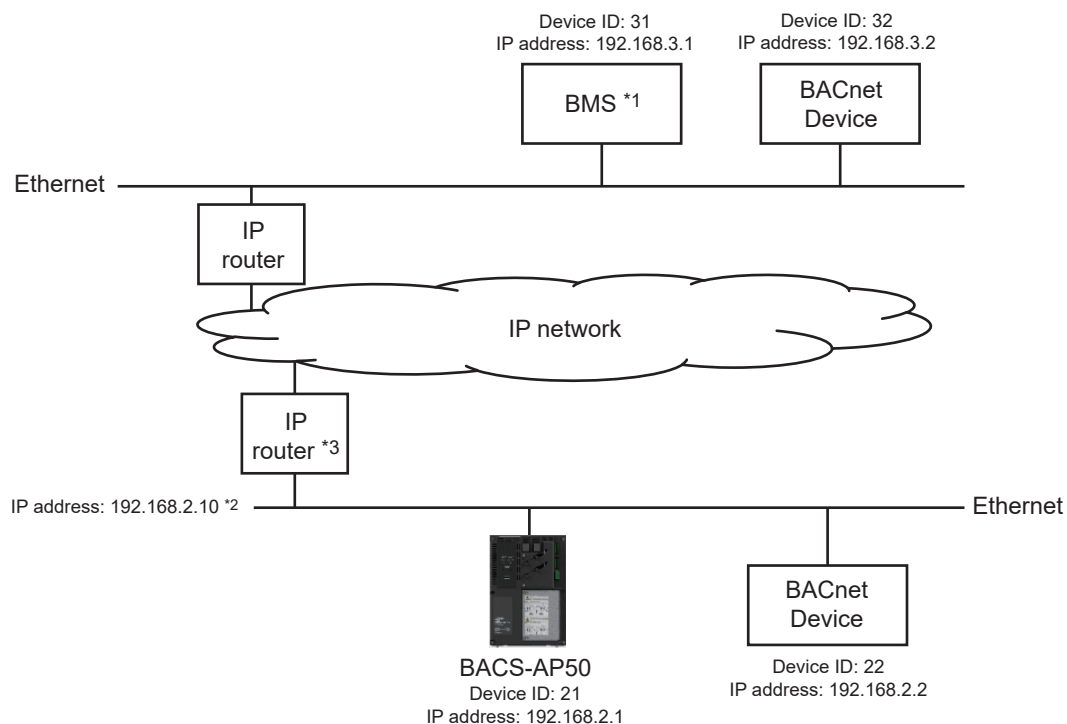 Device ID: 31
IP address: 192.168.3.1
Device ID: 32
IP address: 192.168.3.2
BMS *1
BACnet
Device
Ethernet
IP
router
IP network
IP
router *3
IP address: 192.168.2.10 *2
Ethernet
BACnet
Device
BACS-AP50
Device ID: 21
IP address: 192.168.2.1
Device ID: 22
IP address: 192.168.2.2